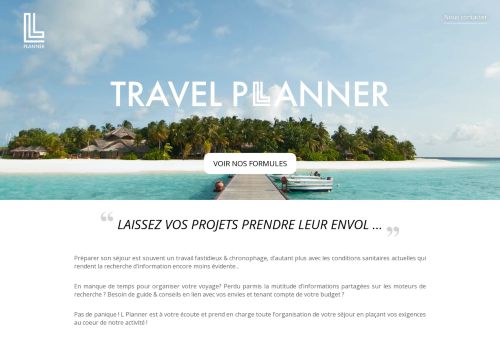 L
PLANNER
Nous contacter
TRAVEL PLLANNER
VOIR NOS FORMULES
“ LAISSEZ VOS PROJETS PRENDRE LEUR ENVOL ... ”
Préparer son séjour est souvent un travail fastidieux & chronophage, d'autant plus avec les conditions sanitaires actuelles qui
rendent la recherche d'information encore moins évidente..
En manque de temps pour organiser votre voyage? Perdu parmis la mutitude d'informations partagées sur les moteurs de
recherche ? Besoin de guide & conseils en lien avec vos envies et tenant compte de votre budget ?
Pas de panique ! L Planner est à votre écoute et prend en charge toute l'organisation de votre séjour en plaçant vos exigences
au coeur de notre activité !